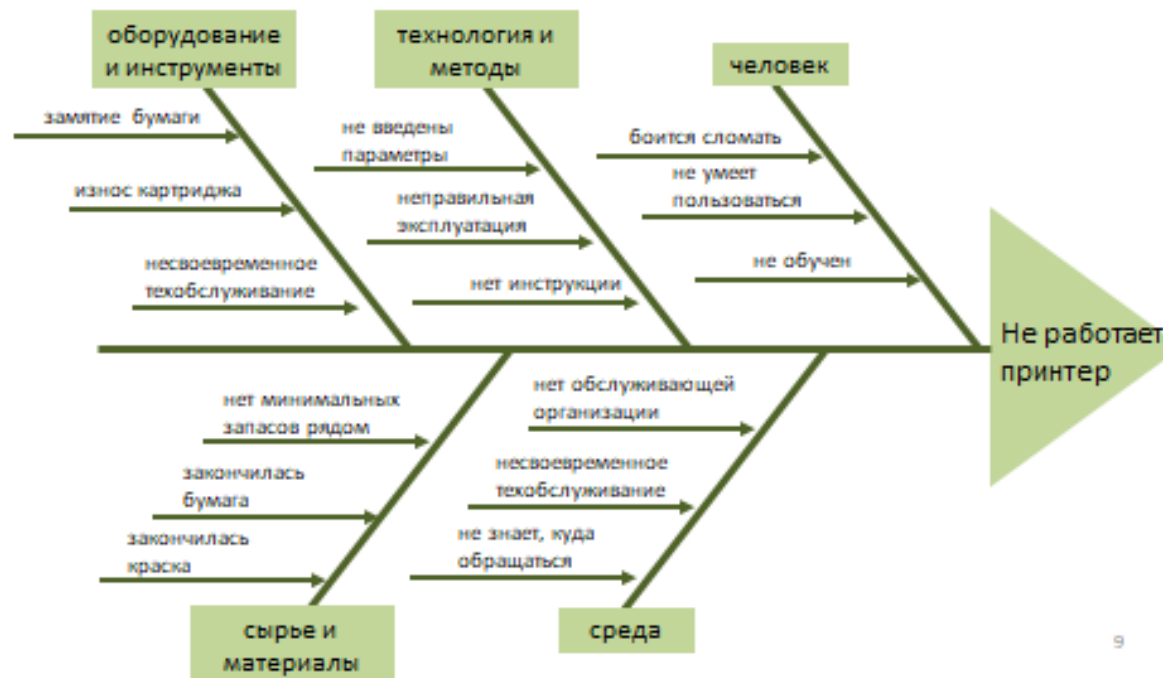 оборудование
и инструменты
технология и
методы
человек
замятие бумаги
износ картриджа
несвоевременное
техобслуживание
не введены
параметры
неправильная
эксплуатация
нет инструкции
боится сломать
не умеет
пользоваться
не обучен
Не работает
принтер
нет минимальных
запасов рядом
закончилась
бумага
закончилась
краска
нет обслуживающей
организации
несвоевременное
техобслуживание
не знает, куда
обращаться
сырье и
материалы
среда
9